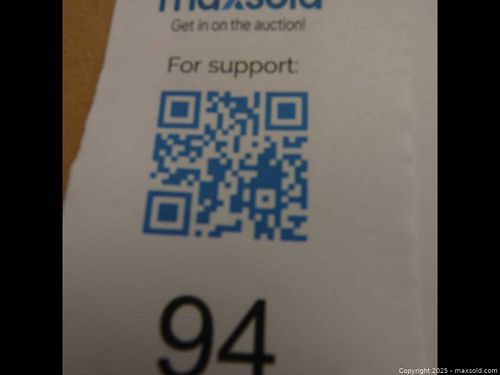 maxsold
Get in on the auction!
For support:
94
Copyright 2025 - maxsold.com